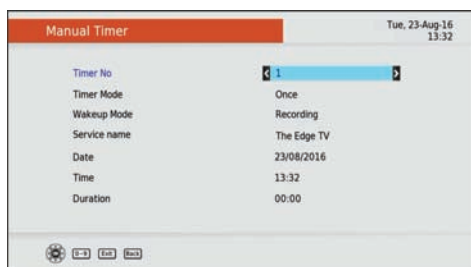 Manual Timer
Tue, 23-Aug-16
13:32
Timer No 1
Timer Mode Once
Wakeup Mode Recording
Service name The Edge TV
Date 23/08/2016
Time 13:32
Duration 00:00
0~9 Exit Back